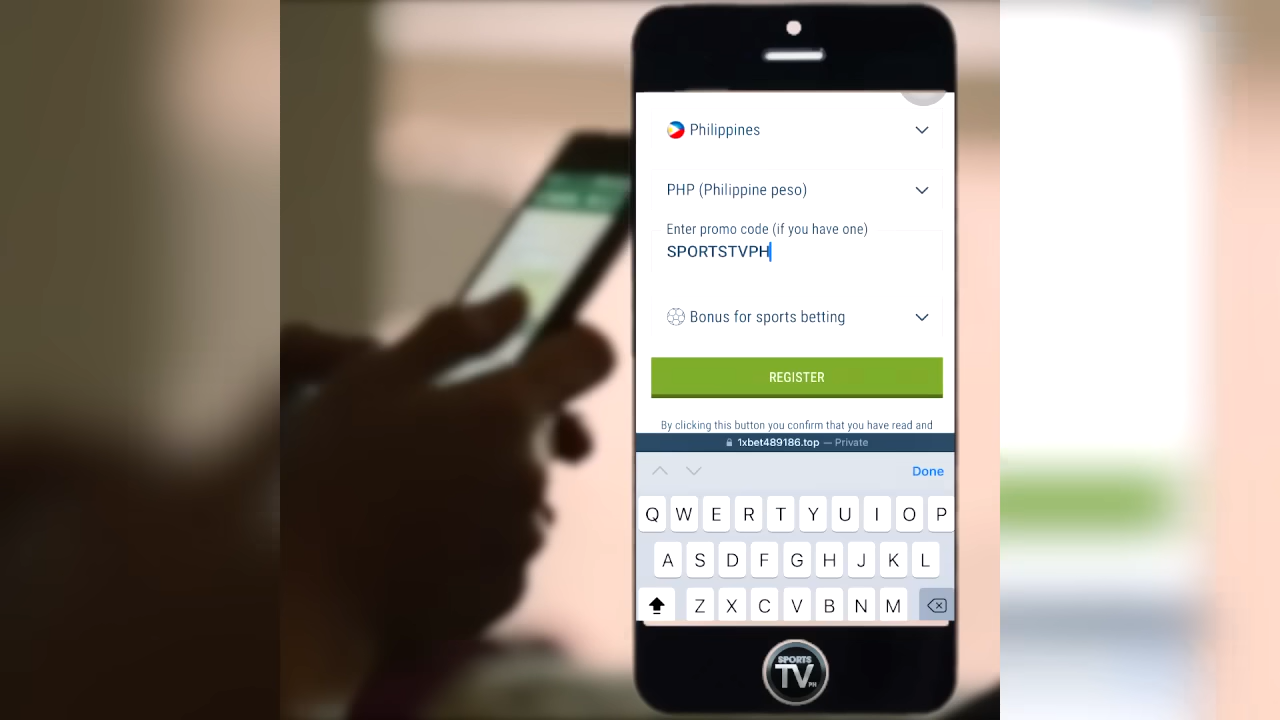 Philippines
PHP (Philippine peso)
Enter promo code (if you have one)
SPORTSTVPH
Bonus for sports betting
REGISTER
By clicking this button you confirm that you have read and
1xbet489186.top — Private
Done
Q W E R T Y U I O P
A S D F G H J K L
Z X C V B N M
SPORTS
TV PH